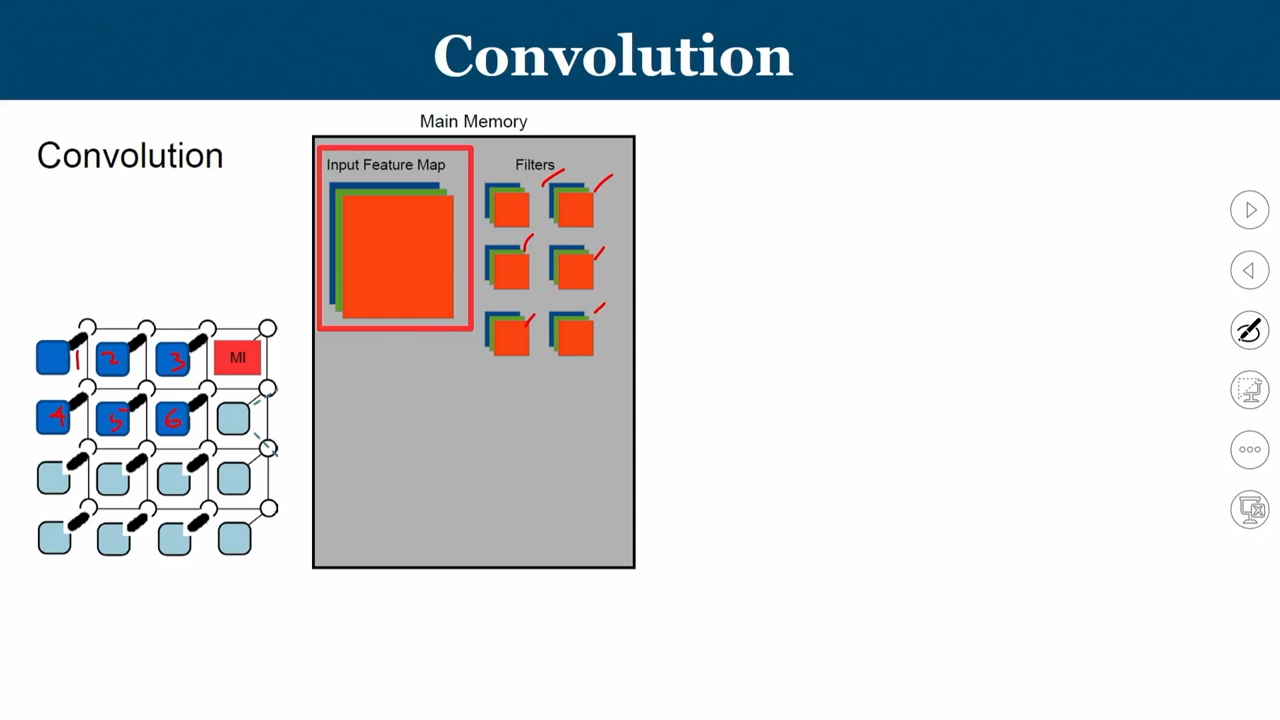 Convolution
Main Memory
Convolution
Input Feature Map
Filters
1 2 3 MI
4 5 6